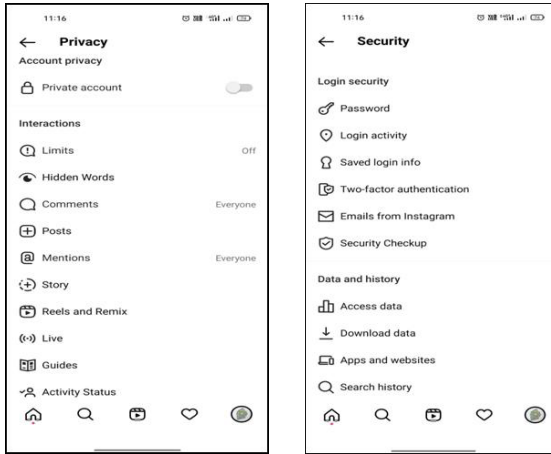 11:16
Privacy
Account privacy
Private account
Interactions
Limits Off
Hidden Words
Comments Everyone
Posts
Mentions Everyone
Story
Reels and Remix
Live
Guides
Activity Status
11:16
Security
Login security
Password
Login activity
Saved login info
Two-factor authentication
Emails from Instagram
Security Checkup
Data and history
Access data
Download data
Apps and websites
Search history